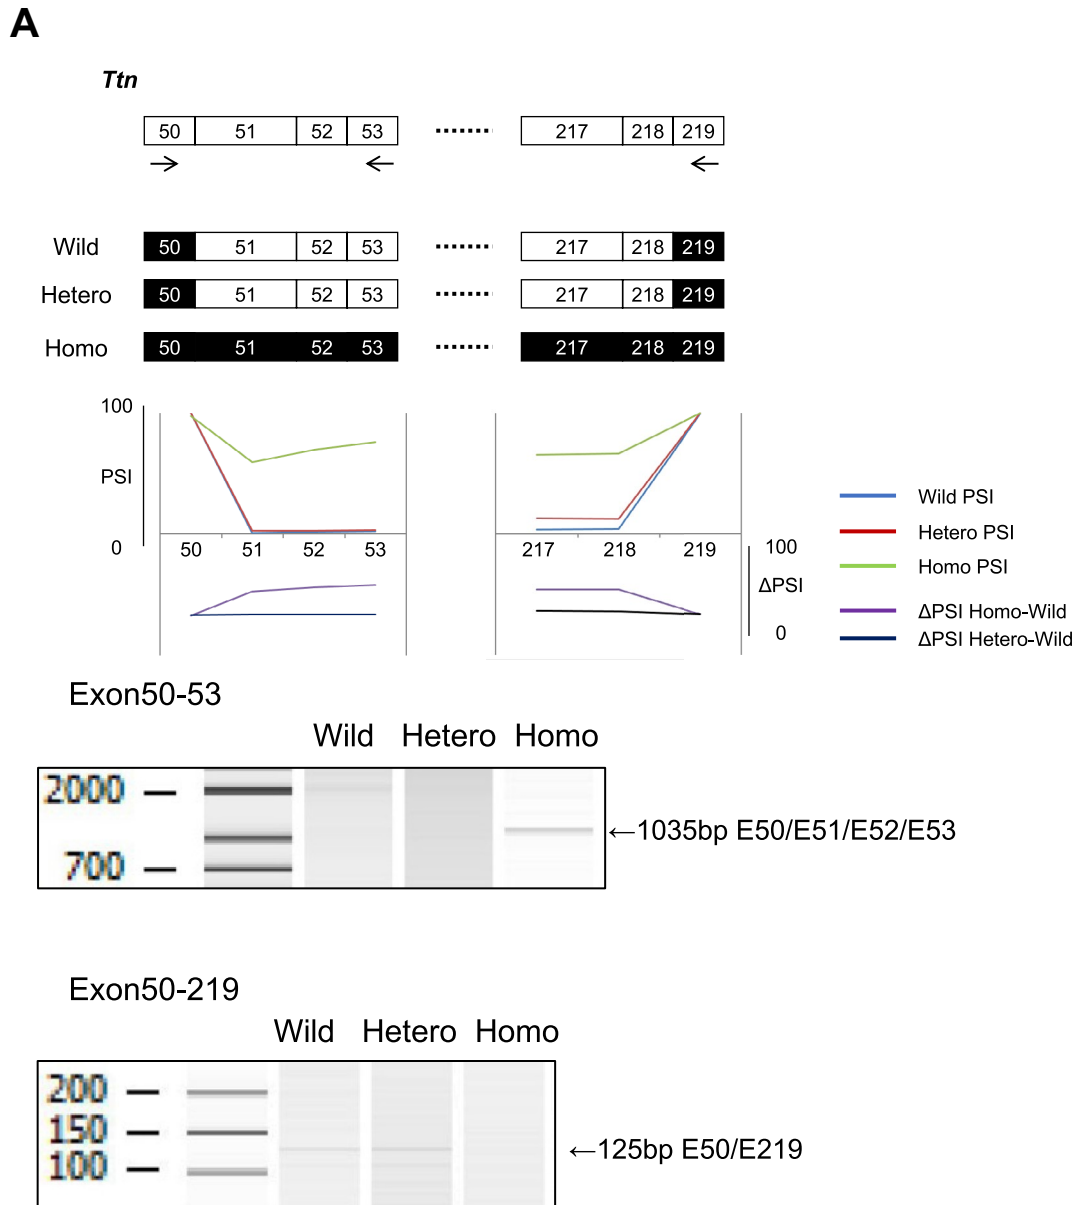 A
Ttn
50 51 52 53 217 218 219
Wild 50 51 52 53 217 218 219
Hetero 50 51 52 53 217 218 219
Homo 50 51 52 53 217 218 219
100
PSI
0
50 51 52 53
217 218 219
100
ΔPSI
0
Wild PSI
Hetero PSI
Homo PSI
ΔPSI Homo-Wild
ΔPSI Hetero-Wild
Exon50-53
Wild Hetero Homo
2000
700
←1035bp E50/E51/E52/E53
Exon50-219
Wild Hetero Homo
200
150
100
←125bp E50/E219